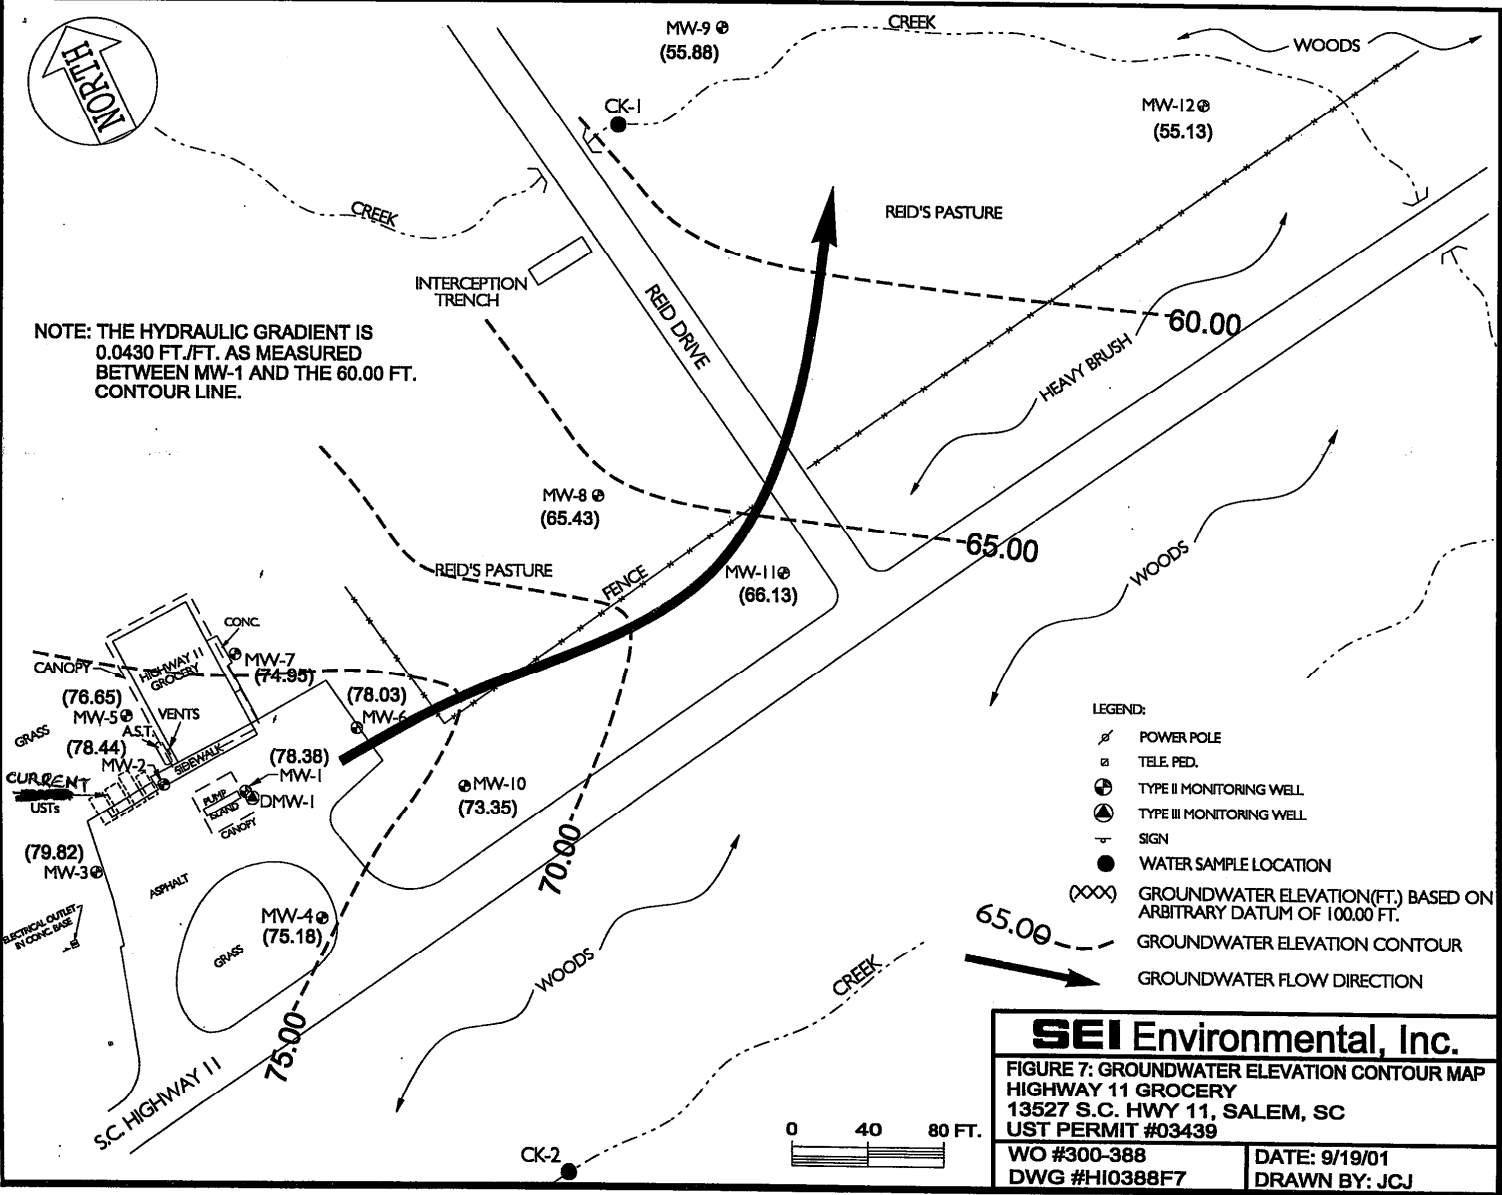 NORTH
MW-9
(55.88)
CREEK
WOODS
CK-1
MW-12
(55.13)
CREEK
REID'S PASTURE
INTERCEPTION
TRENCH
REID DRIVE
60.00
NOTE: THE HYDRAULIC GRADIENT IS
0.0430 FT./FT. AS MEASURED
BETWEEN MW-1 AND THE 60.00 FT.
CONTOUR LINE.
HEAVY BRUSH
MW-8
(65.43)
65.00
WOODS
REID'S PASTURE
FENCE
MW-11
(66.13)
CONC.
CANOPY
HIGHWAY 11
GROCERY
MW-7
(74.95)
(76.65)
MW-5
VENTS
A.S.T.
(78.03)
MW-6
GRASS
(78.44)
MW-2
SIDEWALK
(78.38)
MW-1
DMW-1
CURRENT
USTs
PUMP
ISLAND
CANOPY
MW-10
(73.35)
70.00
(79.82)
MW-3
ASPHALT
ELECTRICAL OUTLET
IN CONC. BASE
MW-4
(75.18)
GRASS
75.00
WOODS
CREEK
S.C. HIGHWAY 11
CK-2
LEGEND:
POWER POLE
TELE. PED.
TYPE II MONITORING WELL
TYPE III MONITORING WELL
SIGN
WATER SAMPLE LOCATION
(XXX) GROUNDWATER ELEVATION(FT.) BASED ON
ARBITRARY DATUM OF 100.00 FT.
65.00 GROUNDWATER ELEVATION CONTOUR
GROUNDWATER FLOW DIRECTION
0 40 80 FT.
SEI Environmental, Inc.
FIGURE 7: GROUNDWATER ELEVATION CONTOUR MAP
HIGHWAY 11 GROCERY
13527 S.C. HWY 11, SALEM, SC
UST PERMIT #03439
WO #300-388
DWG #HI0388F7
DATE: 9/19/01
DRAWN BY: JCJ